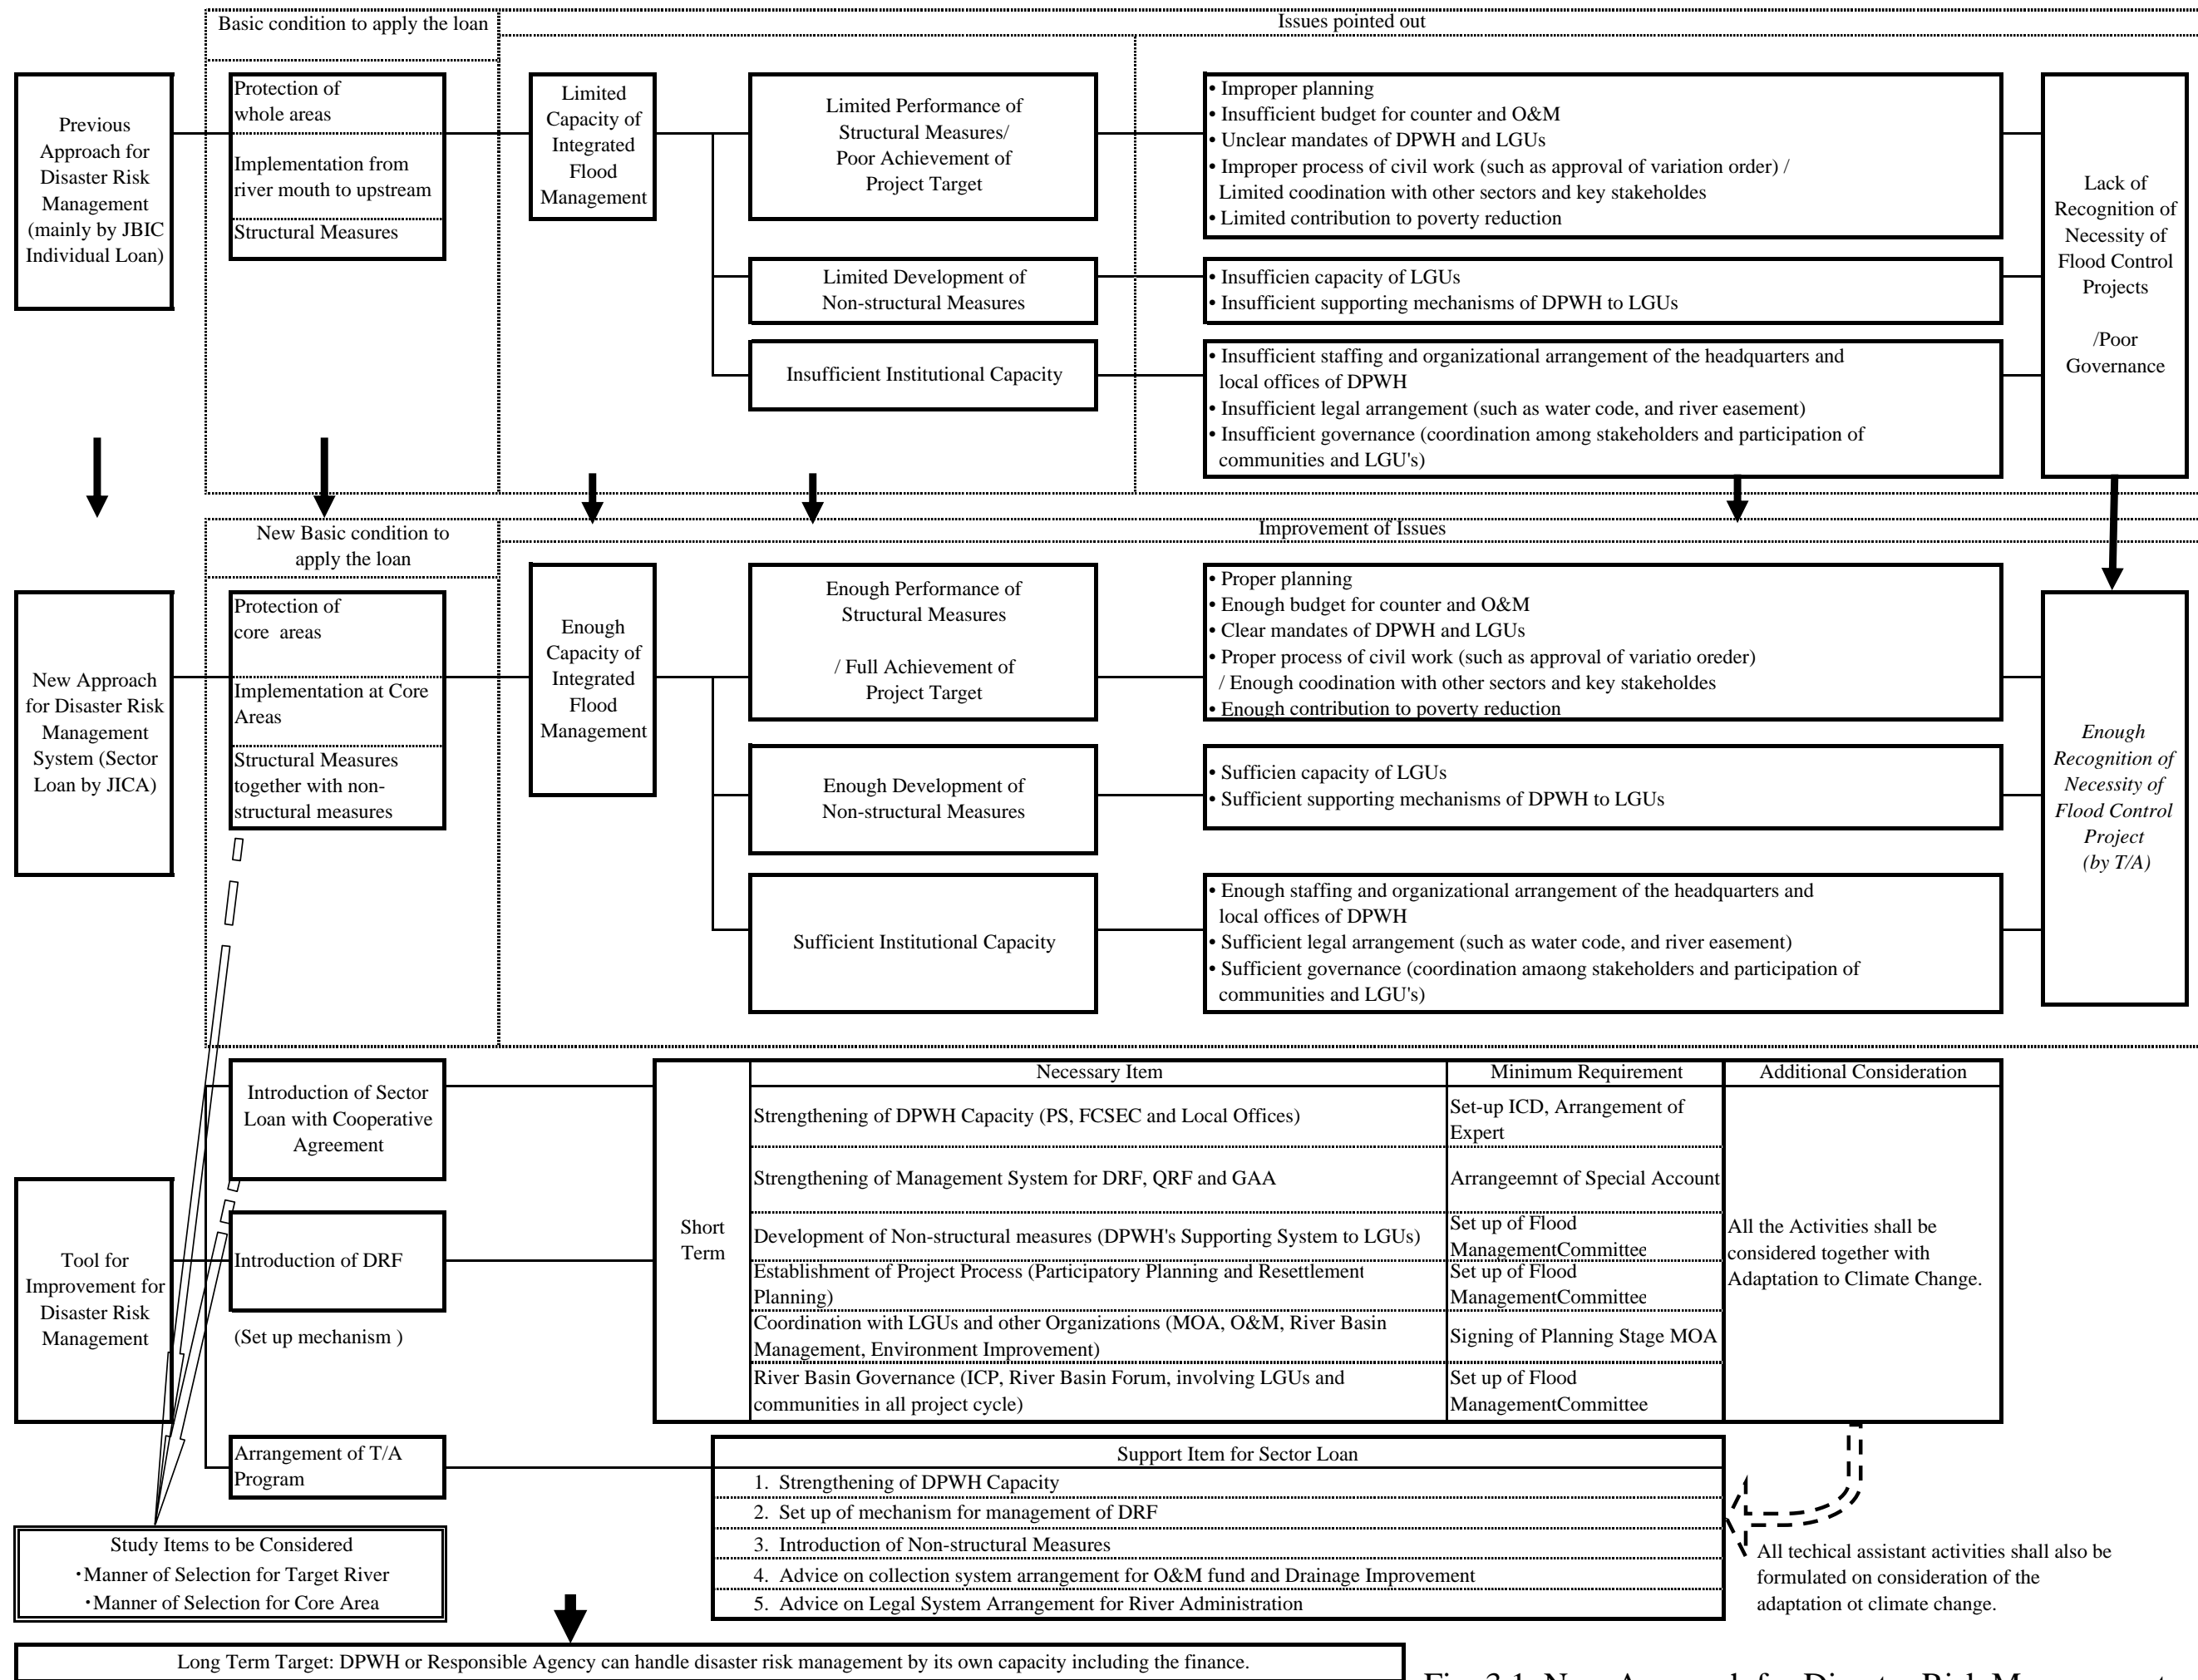 Basic condition to apply the loan
Issues pointed out
Previous
Approach for
Disaster Risk
Management
(mainly by JBIC
Individual Loan)
Protection of
whole areas
Implementation from
river mouth to upstream
Structural Measures
Limited
Capacity of
Integrated
Flood
Management
Limited Performance of
Structural Measures/
Poor Achievement of
Project Target
• Improper planning
• Insufficient budget for counter and O&M
• Unclear mandates of DPWH and LGUs
• Improper process of civil work (such as approval of variation order) /
Limited coodination with other sectors and key stakeholdes
• Limited contribution to poverty reduction
Limited Development of
Non-structural Measures
• Insufficien capacity of LGUs
• Insufficient supporting mechanisms of DPWH to LGUs
Insufficient Institutional Capacity
• Insufficient staffing and organizational arrangement of the headquarters and
local offices of DPWH
• Insufficient legal arrangement (such as water code, and river easement)
• Insufficient governance (coordination among stakeholders and participation of
communities and LGU's)
Lack of
Recognition of
Necessity of
Flood Control
Projects
/Poor
Governance
New Basic condition to
apply the loan
Improvement of Issues
New Approach
for Disaster Risk
Management
System (Sector
Loan by JICA)
Protection of
core areas
Implementation at Core
Areas
Structural Measures
together with non-
structural measures
Enough
Capacity of
Integrated
Flood
Management
Enough Performance of
Structural Measures
/ Full Achievement of
Project Target
• Proper planning
• Enough budget for counter and O&M
• Clear mandates of DPWH and LGUs
• Proper process of civil work (such as approval of variatio oreder)
/ Enough coodination with other sectors and key stakeholdes
• Enough contribution to poverty reduction
Enough Development of
Non-structural Measures
• Sufficien capacity of LGUs
• Sufficient supporting mechanisms of DPWH to LGUs
Sufficient Institutional Capacity
• Enough staffing and organizational arrangement of the headquarters and
local offices of DPWH
• Sufficient legal arrangement (such as water code, and river easement)
• Sufficient governance (coordination amaong stakeholders and participation of
communities and LGU's)
Enough
Recognition of
Necessity of
Flood Control
Project
(by T/A)
Tool for
Improvement for
Disaster Risk
Management
Introduction of Sector
Loan with Cooperative
Agreement
Introduction of DRF
(Set up mechanism )
Arrangement of T/A
Program
Short
Term
Necessary Item
Minimum Requirement
Additional Consideration
Strengthening of DPWH Capacity (PS, FCSEC and Local Offices)
Set-up ICD, Arrangement of
Expert
Strengthening of Management System for DRF, QRF and GAA
Arrangeemnt of Special Account
Development of Non-structural measures (DPWH's Supporting System to LGUs)
Set up of Flood
ManagementCommittee
Establishment of Project Process (Participatory Planning and Resettlement
Planning)
Set up of Flood
ManagementCommittee
Coordination with LGUs and other Organizations (MOA, O&M, River Basin
Management, Environment Improvement)
Signing of Planning Stage MOA
River Basin Governance (ICP, River Basin Forum, involving LGUs and
communities in all project cycle)
Set up of Flood
ManagementCommittee
All the Activities shall be
considered together with
Adaptation to Climate Change.
Support Item for Sector Loan
1. Strengthening of DPWH Capacity
2. Set up of mechanism for management of DRF
3. Introduction of Non-structural Measures
4. Advice on collection system arrangement for O&M fund and Drainage Improvement
5. Advice on Legal System Arrangement for River Administration
All techical assistant activities shall also be
formulated on consideration of the
adaptation ot climate change.
Study Items to be Considered
・Manner of Selection for Target River
・Manner of Selection for Core Area
Long Term Target: DPWH or Responsible Agency can handle disaster risk management by its own capacity including the finance.
Fig. 3.1 New Approach for Disaster Risk Management